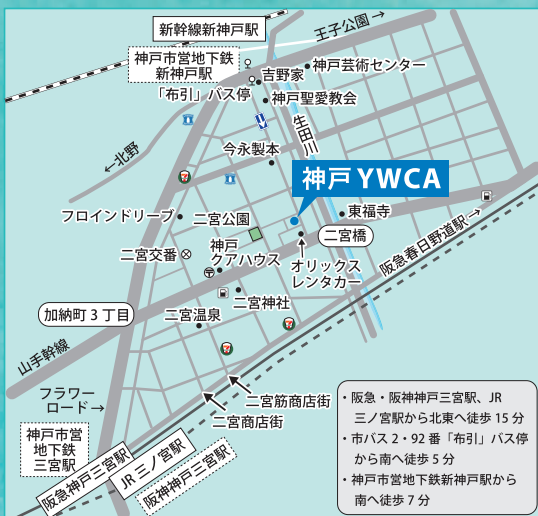 新幹線新神戸駅
王子公園→
神戸市営地下鉄
新神戸駅
神戸芸術センター
吉野家
「布引」バス停
神戸聖愛教会
生田川
←北野
今永製本
7
神戸 YWCA
フロインドリーブ
二宮公園
東福寺
二宮橋
二宮交番
神戸
クアハウス
オリックス
レンタカー
阪急春日野道駅→
二宮神社
加納町3丁目
二宮温泉
7
7
山手幹線
フラワー
ロード→
二宮筋商店街
二宮商店街
神戸市営
地下鉄
三宮駅
阪急神戸三宮駅
JR 三ノ宮駅
阪神神戸三宮駅
・阪急・阪神神戸三宮駅、JR
三ノ宮駅から北東へ徒歩 15 分
・市バス 2・92 番「布引」バス停
から南へ徒歩 5 分
・神戸市営地下鉄新神戸駅から
南へ徒歩 7 分